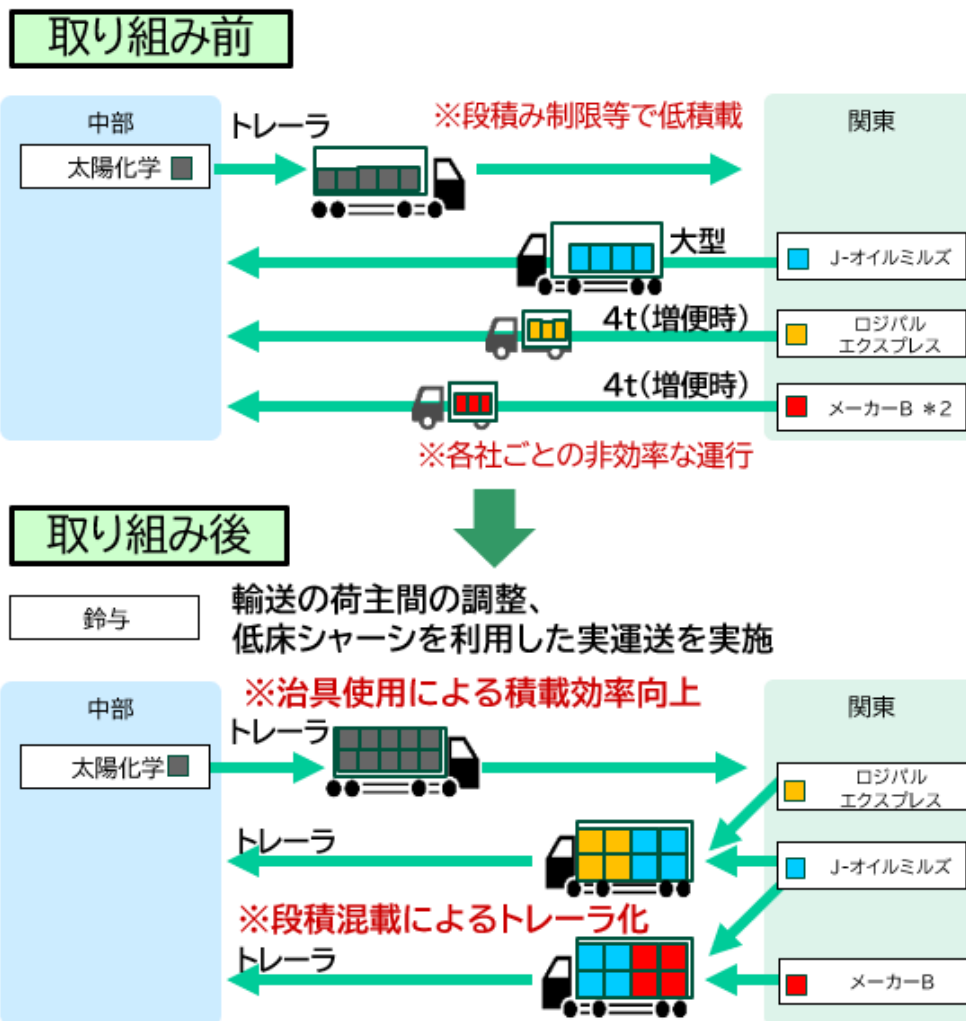 取り組み前
中部
トレーラ
※段積み制限等で低積載
関東
太陽化学
大型
J-オイルミルズ
4t(増便時)
ロジパル
エクスプレス
4t(増便時)
メーカーB *2
※各社ごとの非効率な運行
取り組み後
鈴与
輸送の荷主間の調整、
低床シャーシを利用した実運送を実施
※治具使用による積載効率向上
中部
トレーラ
関東
太陽化学
ロジパル
エクスプレス
トレーラ
J-オイルミルズ
※段積混載によるトレーラ化
トレーラ
メーカーB